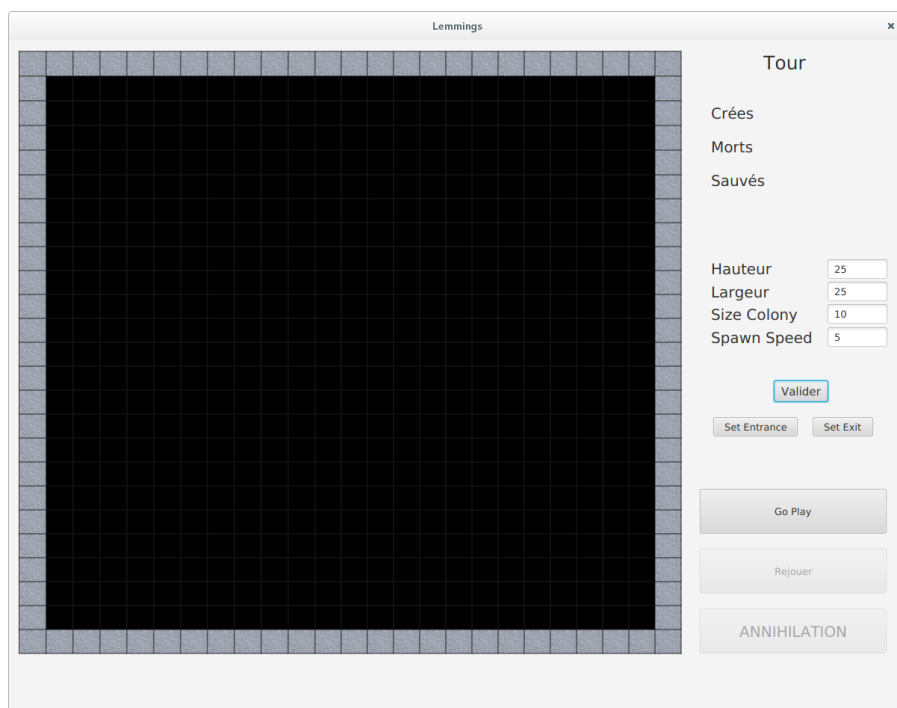 Lemmings
Tour
Crées
Morts
Sauvés
Hauteur 25
Largeur 25
Size Colony 10
Spawn Speed 5
Valider
Set Entrance Set Exit
Go Play
Rejouer
ANNIHILATION